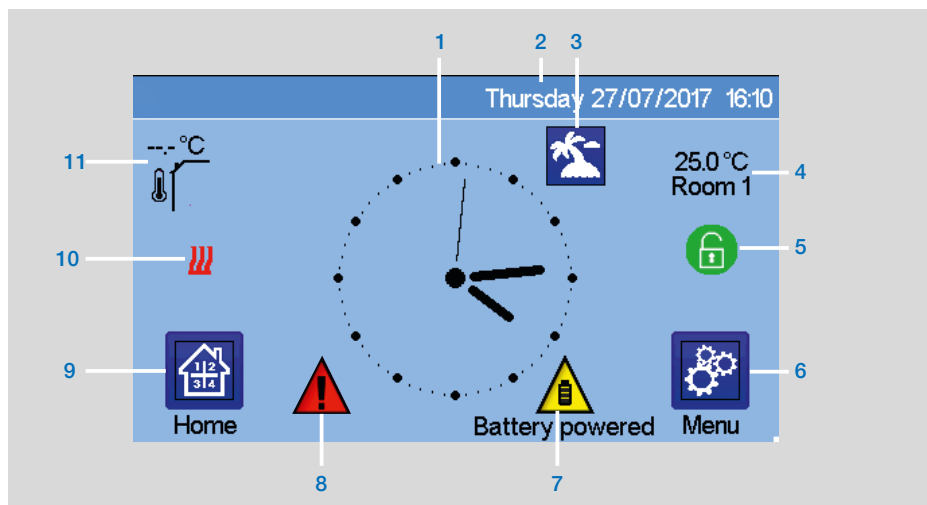 1 2 3
Thursday 27/07/2017 16:10
--.- °C
11
25.0 °C
Room 1
4
10
5
1 2
3 4
9
6
Home
Battery powered
Menu
8
7